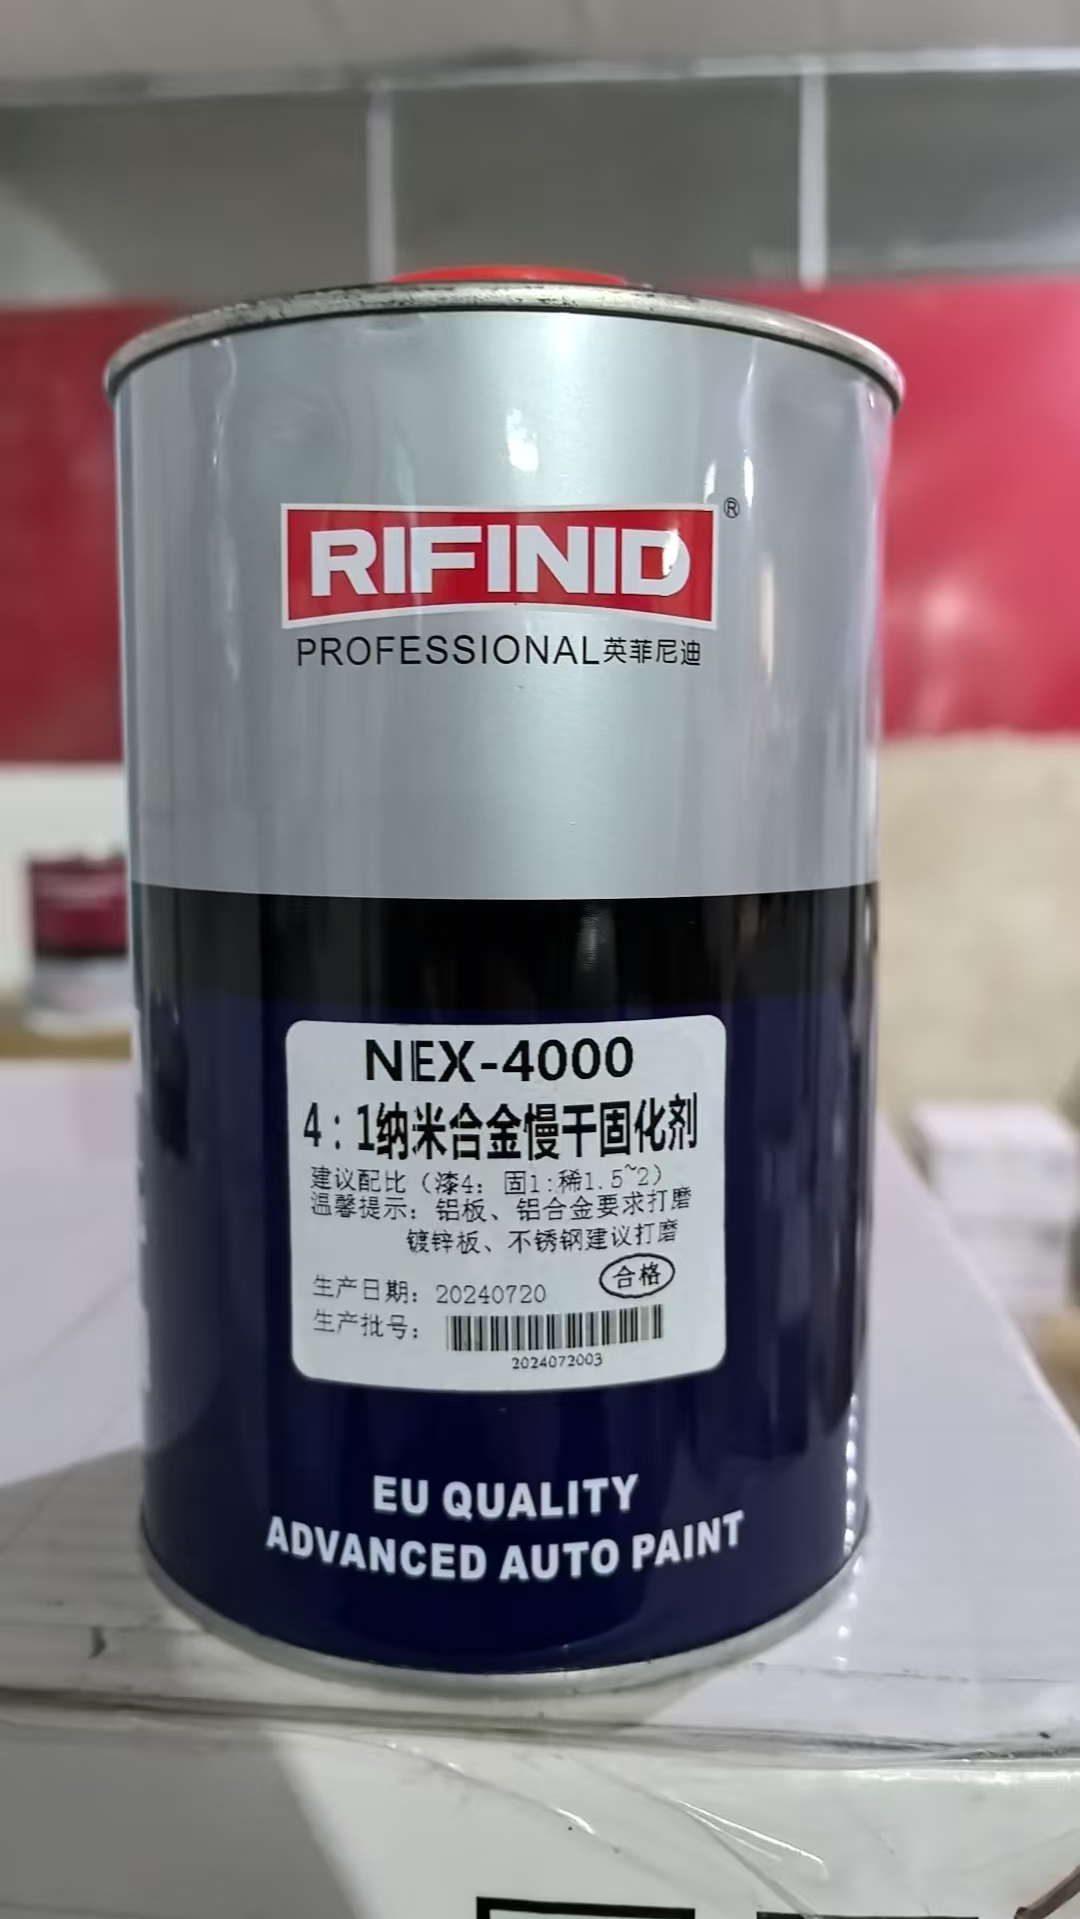 RIFINID ®
PROFESSIONAL英菲尼迪
NEX-4000
4：1纳米合金慢干固化剂
建议配比（漆4：固1:稀1.5~2）
温馨提示：铝板、铝合金要求打磨
镀锌板、不锈钢建议打磨
合格
生产日期：20240720
生产批号：
2024072003
EU QUALITY
ADVANCED AUTO PAINT